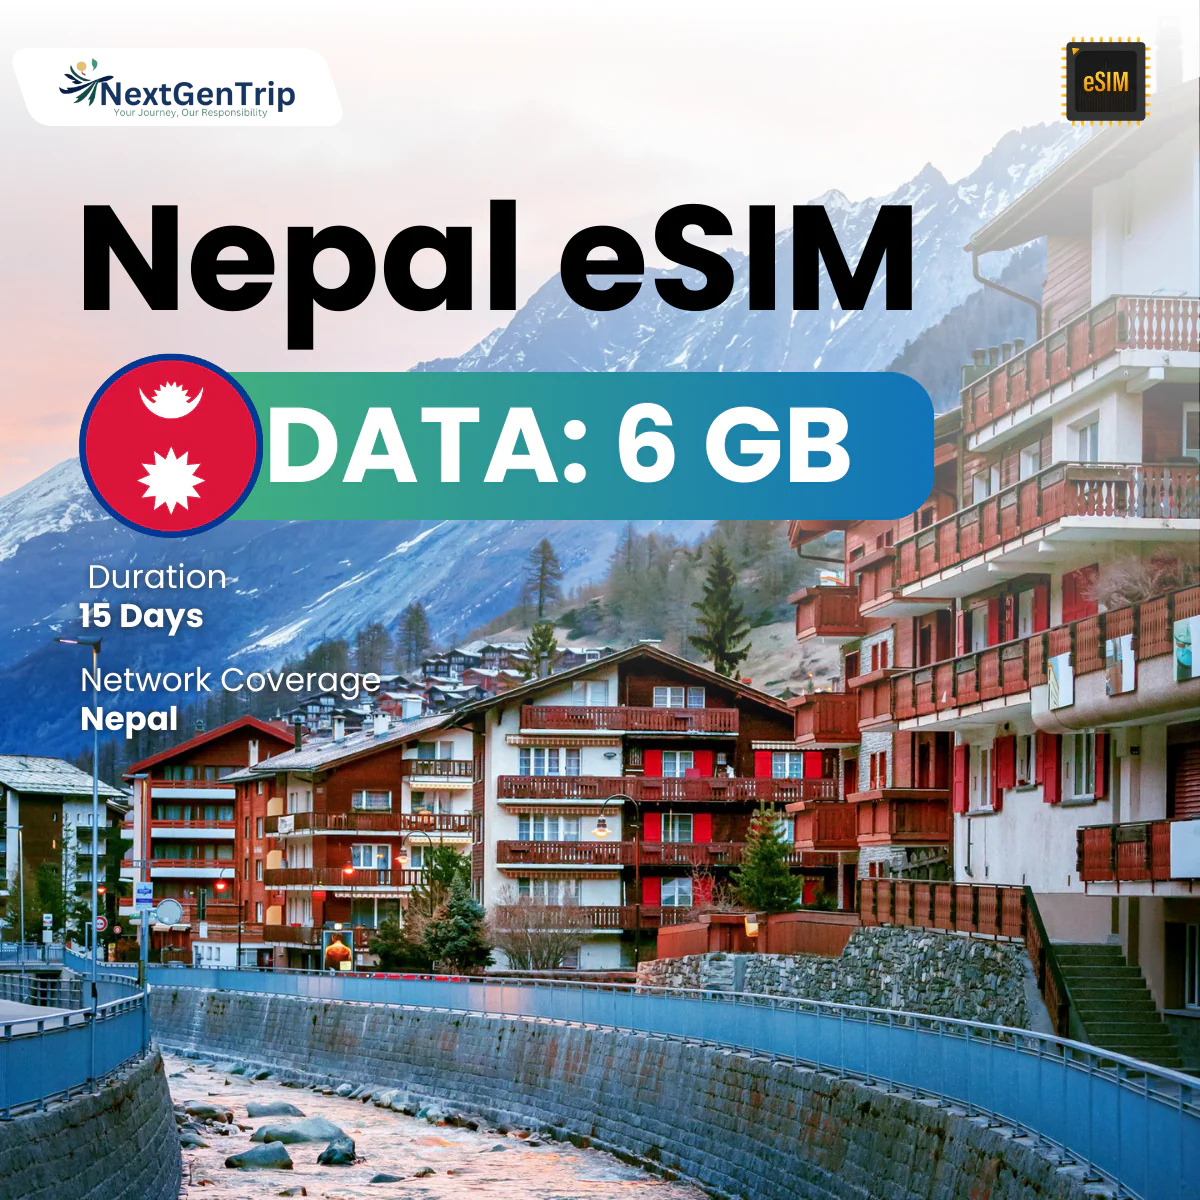 NextGenTrip
Your Journey, Our Responsibility
eSIM
Nepal eSIM
DATA: 6 GB
Duration
15 Days
Network Coverage
Nepal